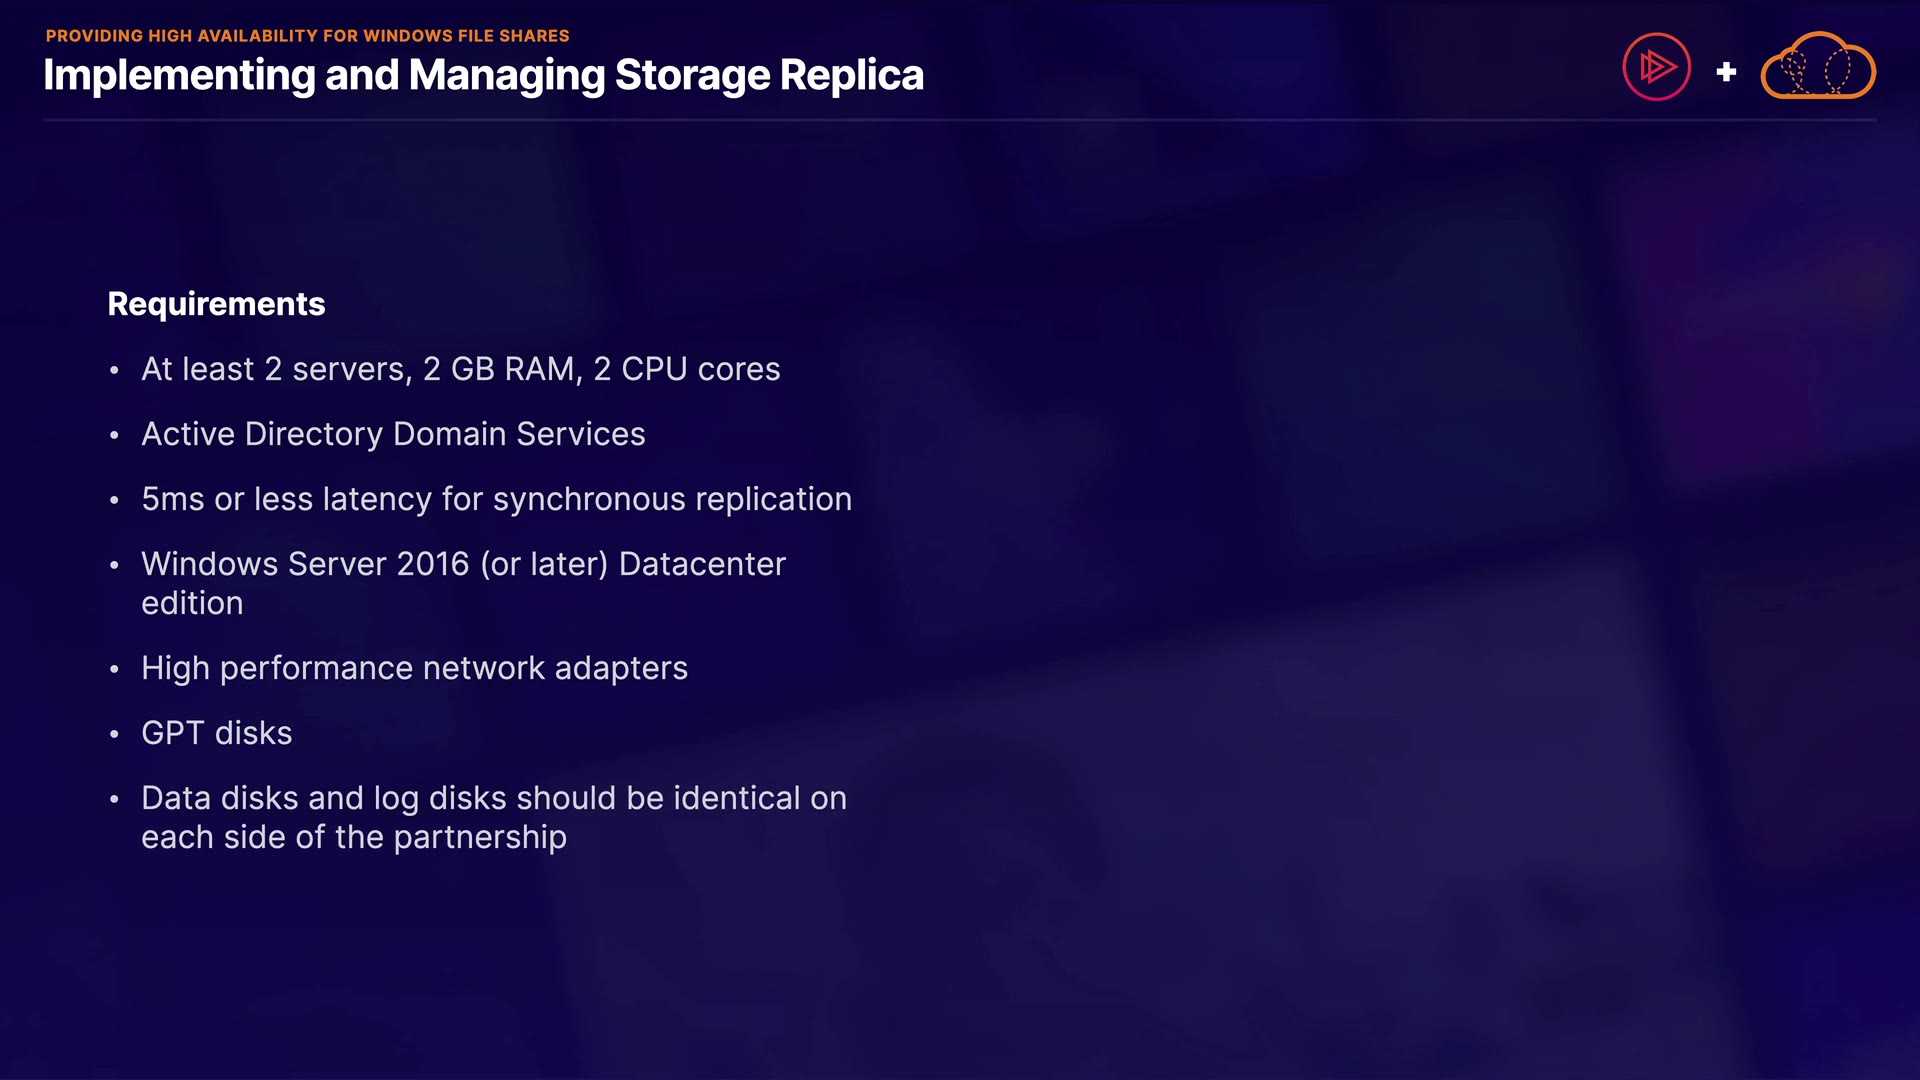 PROVIDING HIGH AVAILABILITY FOR WINDOWS FILE SHARES
Implementing and Managing Storage Replica
+
Requirements
• At least 2 servers, 2 GB RAM, 2 CPU cores
• Active Directory Domain Services
• 5ms or less latency for synchronous replication
• Windows Server 2016 (or later) Datacenter
edition
• High performance network adapters
• GPT disks
• Data disks and log disks should be identical on
each side of the partnership